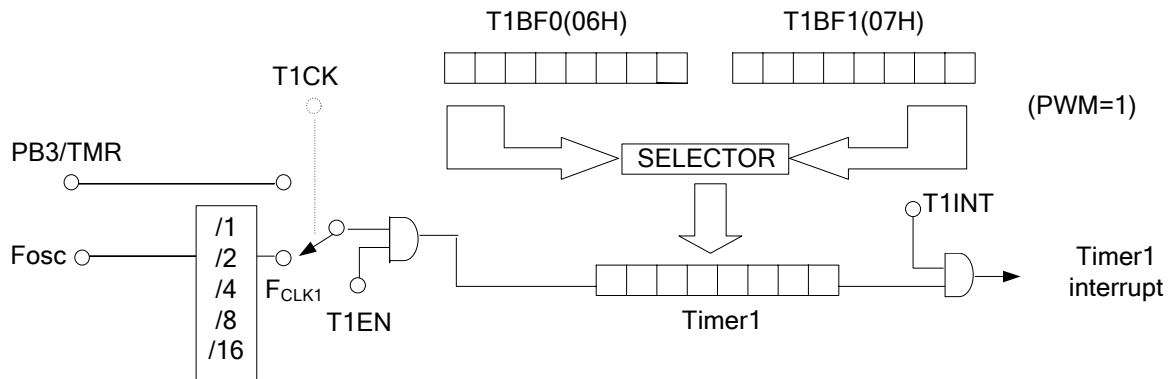 T1BF0(06H)
T1BF1(07H)
T1CK
(PWM=1)
PB3/TMR
SELECTOR
T1INT
/1
/2
/4
/8
/16
Fosc
FCLK1
T1EN
Timer1
Timer1
interrupt